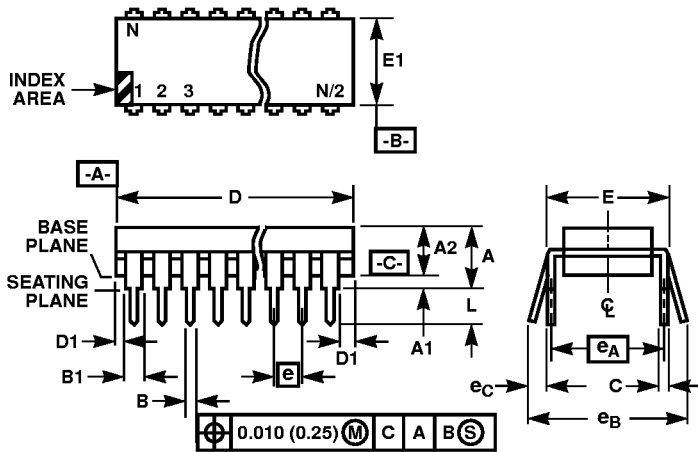 N
E1
INDEX
AREA
1 2 3 N/2
-B-
-A-
D
E
BASE
PLANE
A2
A
-C-
SEATING
PLANE
L
C
L
D1
A1
D1
eA
B1
e
eC
C
B
eB
0.010 (0.25) M C A B S